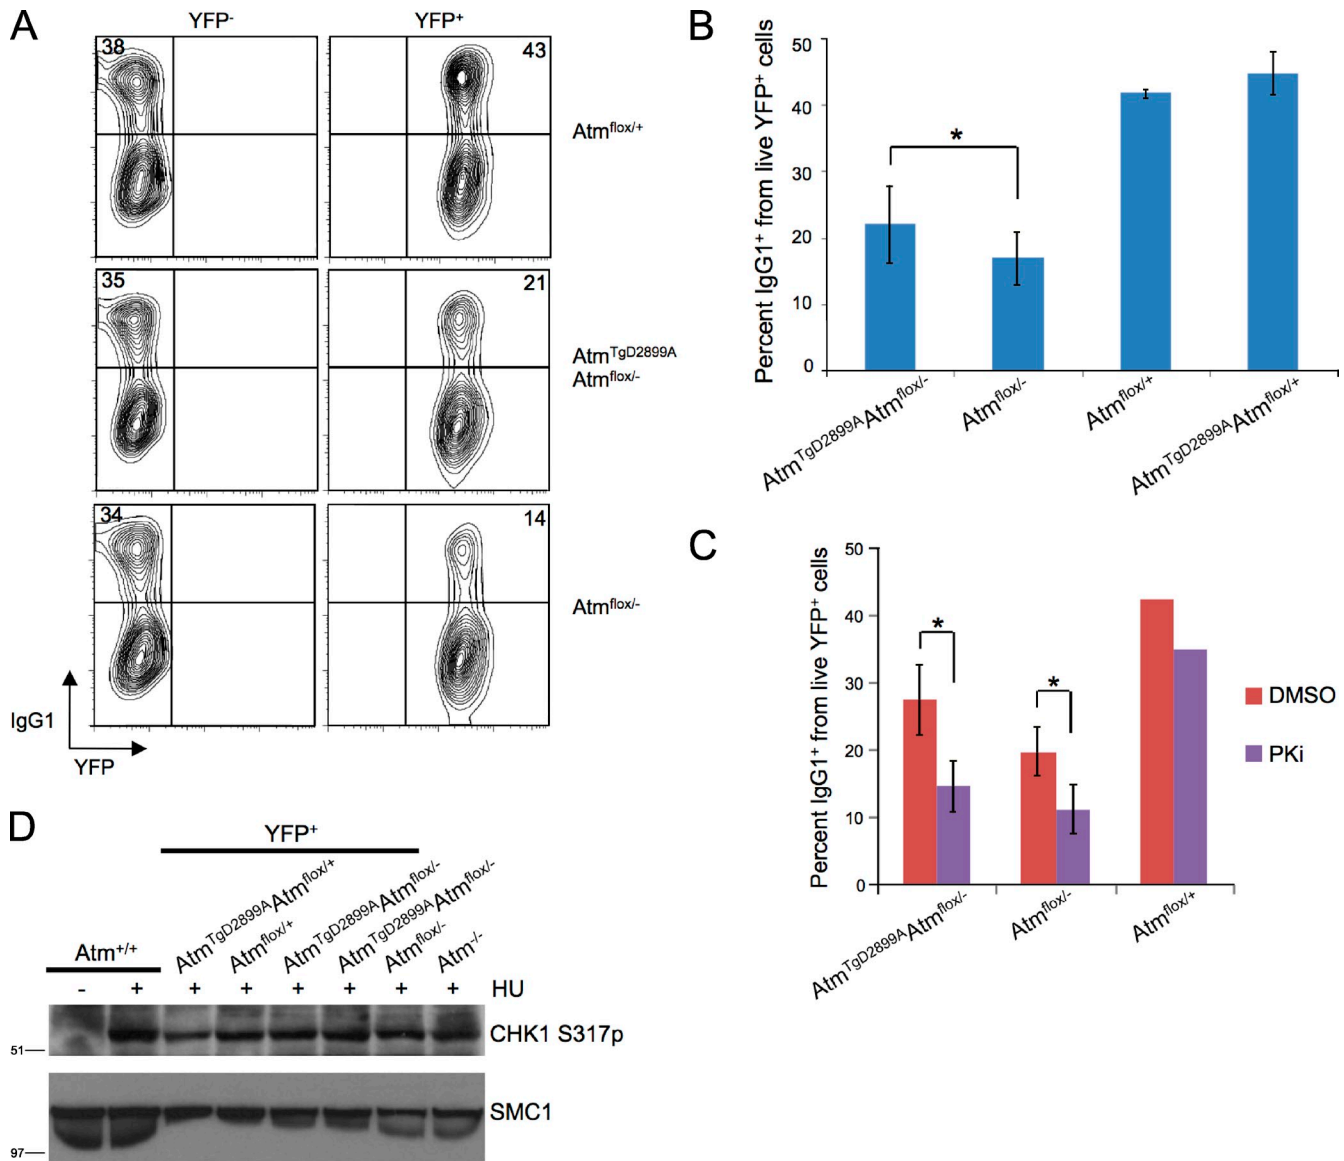 A
YFP-
YFP+
38
43
Atmflox/+
35
21
AtmTgD2899A
Atmflox/-
34
14
Atmflox/-
IgG1
YFP
B
Percent IgG1+ from live YFP+ cells
50
40
30
20
10
0
*
AtmTgD2899AAtmflox/-
Atmflox/-
Atmflox/+
AtmTgD2899AAtmflox/+
C
Percent IgG1+ from live YFP+ cells
50
40
30
20
10
0
*
*
DMSO
PKi
AtmTgD2899AAtmflox/-
Atmflox/-
Atmflox/+
D
YFP+
Atm+/+
AtmTgD2899AAtmflox/+
Atmflox/+
AtmTgD2899AAtmflox/-
AtmTgD2899AAtmflox/-
Atmflox/-
Atm-/-
- + + + + + + + HU
CHK1 S317p
51
SMC1
97